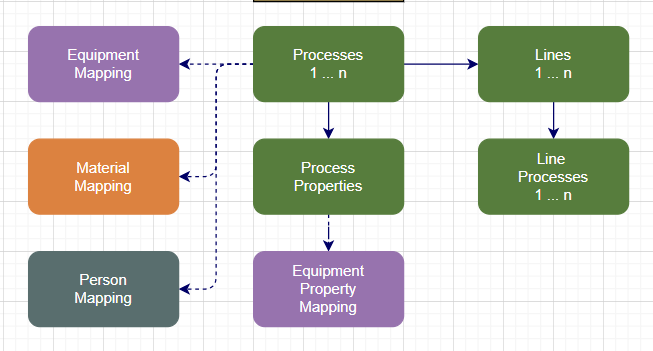 Equipment
Mapping
Processes
1 ... n
Lines
1 ... n
Material
Mapping
Process
Properties
Line
Processes
1 ... n
Person
Mapping
Equipment
Property
Mapping